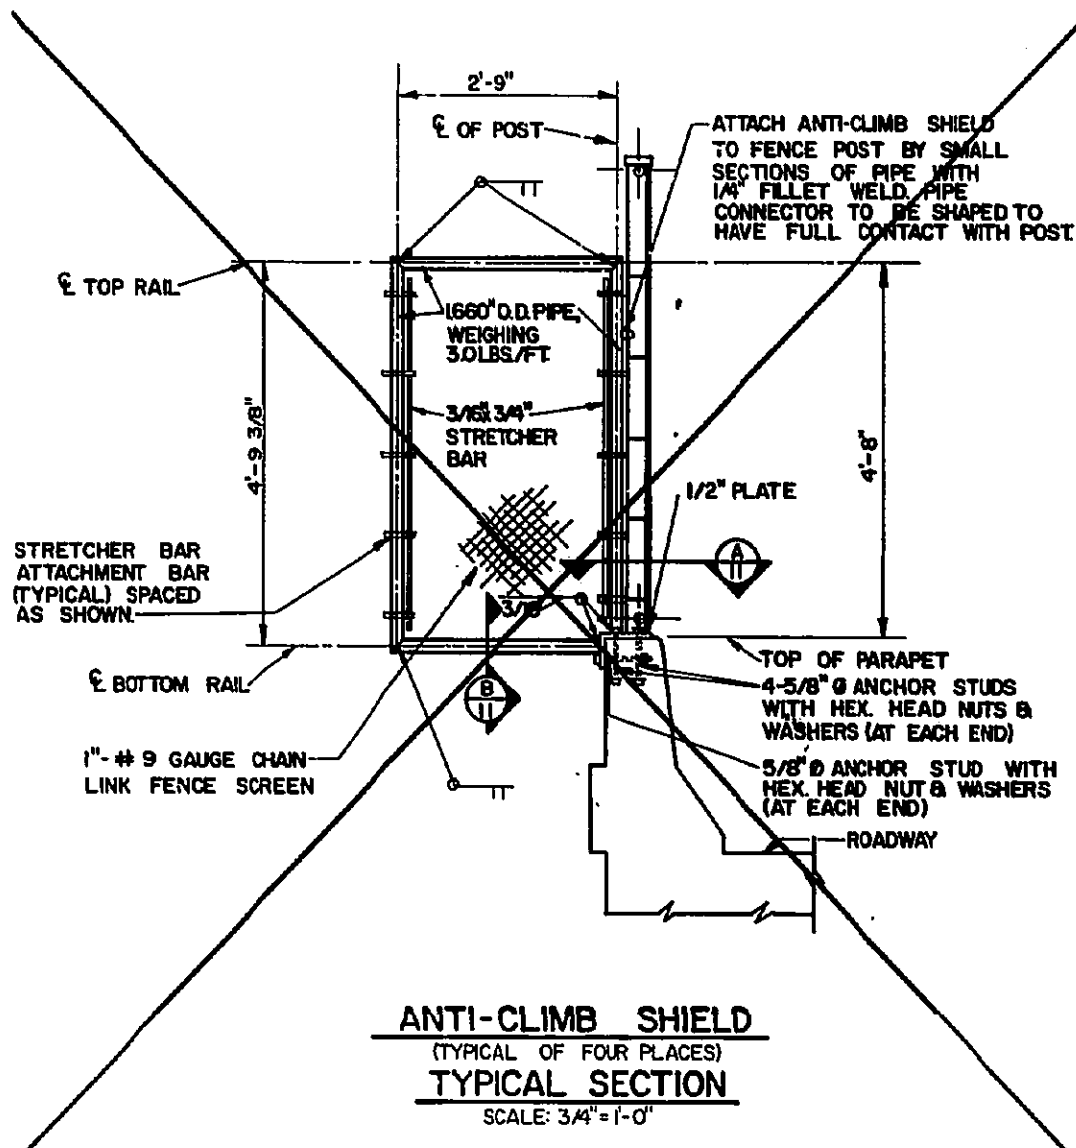 2'-9"
℄ OF POST
ATTACH ANTI-CLIMB SHIELD
TO FENCE POST BY SMALL
SECTIONS OF PIPE WITH
1/4" FILLET WELD. PIPE
CONNECTOR TO BE SHAPED TO
HAVE FULL CONTACT WITH POST.
℄ TOP RAIL
1.660" O.D. PIPE,
WEIGHING
3.0 LBS./FT.
4'-9 3/8"
3/16 X 3/4"
STRETCHER
BAR
4'-8"
1/2" PLATE
STRETCHER BAR
ATTACHMENT BAR
(TYPICAL) SPACED
AS SHOWN.
A
11
TOP OF PARAPET
℄ BOTTOM RAIL
B
11
4-5/8" Ø ANCHOR STUDS
WITH HEX. HEAD NUTS &
WASHERS (AT EACH END)
1"- # 9 GAUGE CHAIN
LINK FENCE SCREEN
5/8" Ø ANCHOR STUD WITH
HEX. HEAD NUT & WASHERS
(AT EACH END)
ROADWAY
ANTI-CLIMB SHIELD
(TYPICAL OF FOUR PLACES)
TYPICAL SECTION
SCALE: 3/4" = 1'-0"